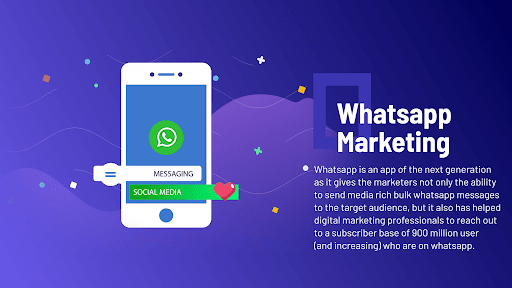 Whatsapp
Marketing
Whatsapp is an app of the next generation
as it gives the marketers not only the ability
to send media rich bulk whatsapp messages
to the target audience, but it also has helped
digital marketing professionals to reach out
to a subscriber base of 900 million user
(and increasing) who are on whatsapp.
MESSAGING
SOCIAL MEDIA